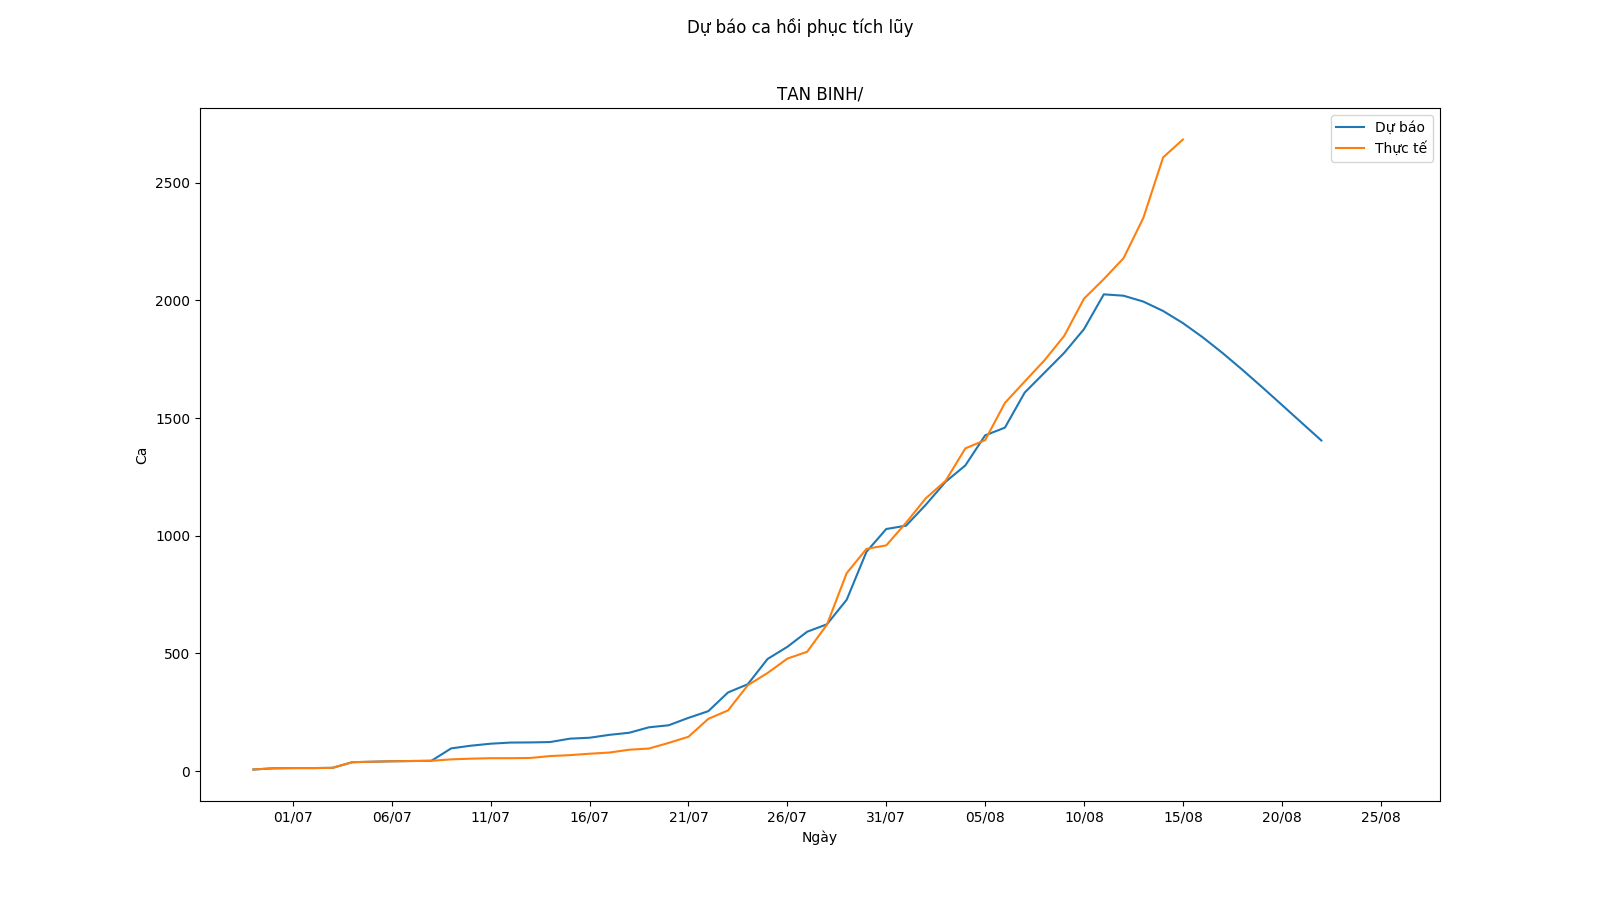 Dự báo ca hồi phục tích lũy
TAN BINH/
Dự báo
Thực tế
2500
2000
1500
1000
500
0
Ca
01/07 06/07 11/07 16/07 21/07 26/07 31/07 05/08 10/08 15/08 20/08 25/08
Ngày